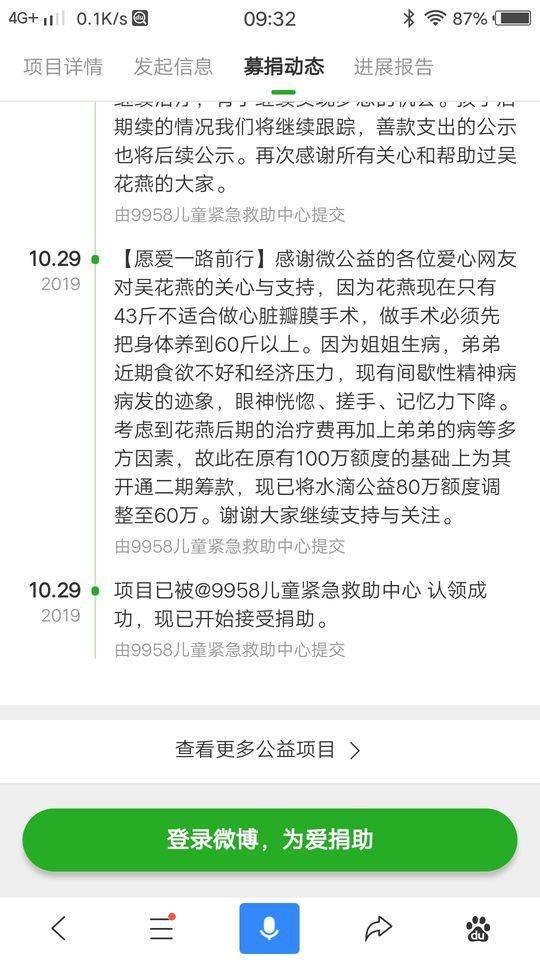 4G+ 0.1K/s 09:32 87%
项目详情 发起信息 募捐动态 进展报告
期续的情况我们将继续跟踪，善款支出的公示
也将后续公示。再次感谢所有关心和帮助过吴
花燕的大家。
由9958儿童紧急救助中心提交
10.29
2019
【愿爱一路前行】感谢微公益的各位爱心网友
对吴花燕的关心与支持，因为花燕现在只有
43斤不适合做心脏瓣膜手术，做手术必须先
把身体养到60斤以上。因为姐姐生病，弟弟
近期食欲不好和经济压力，现有间歇性精神病
病发的迹象，眼神恍惚、搓手、记忆力下降。
考虑到花燕后期的治疗费再加上弟弟的病等多
方因素，故此在原有100万额度的基础上为其
开通二期筹款，现已将水滴公益80万额度调
整至60万。谢谢大家继续支持与关注。
由9958儿童紧急救助中心提交
10.29
2019
项目已被@9958儿童紧急救助中心 认领成
功，现已开始接受捐助。
由9958儿童紧急救助中心提交
查看更多公益项目
登录微博，为爱捐助
du